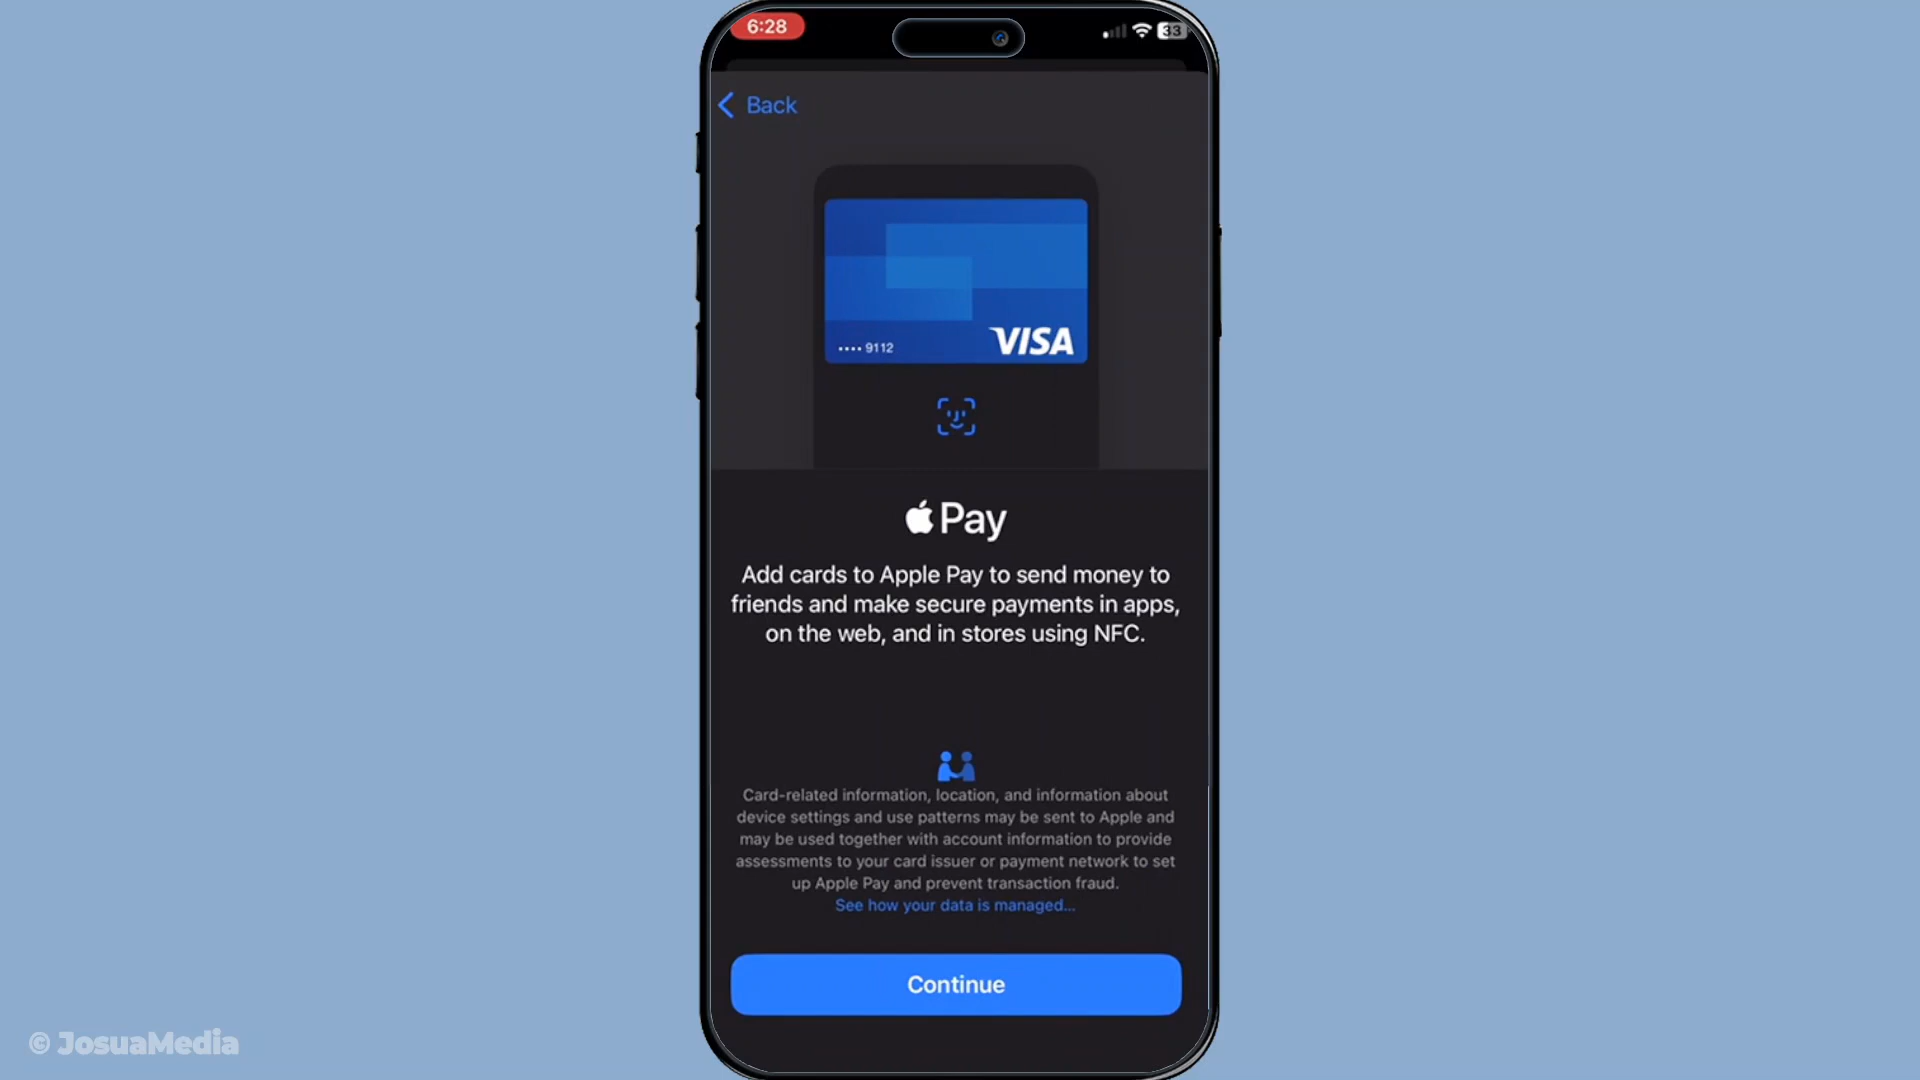 6:28
33
Back
•••• 9112
VISA
Pay
Add cards to Apple Pay to send money to
friends and make secure payments in apps,
on the web, and in stores using NFC.
Card-related information, location, and information about
device settings and use patterns may be sent to Apple and
may be used together with account information to provide
assessments to your card issuer or payment network to set
up Apple Pay and prevent transaction fraud.
See how your data is managed...
Continue
© JosuaMedia